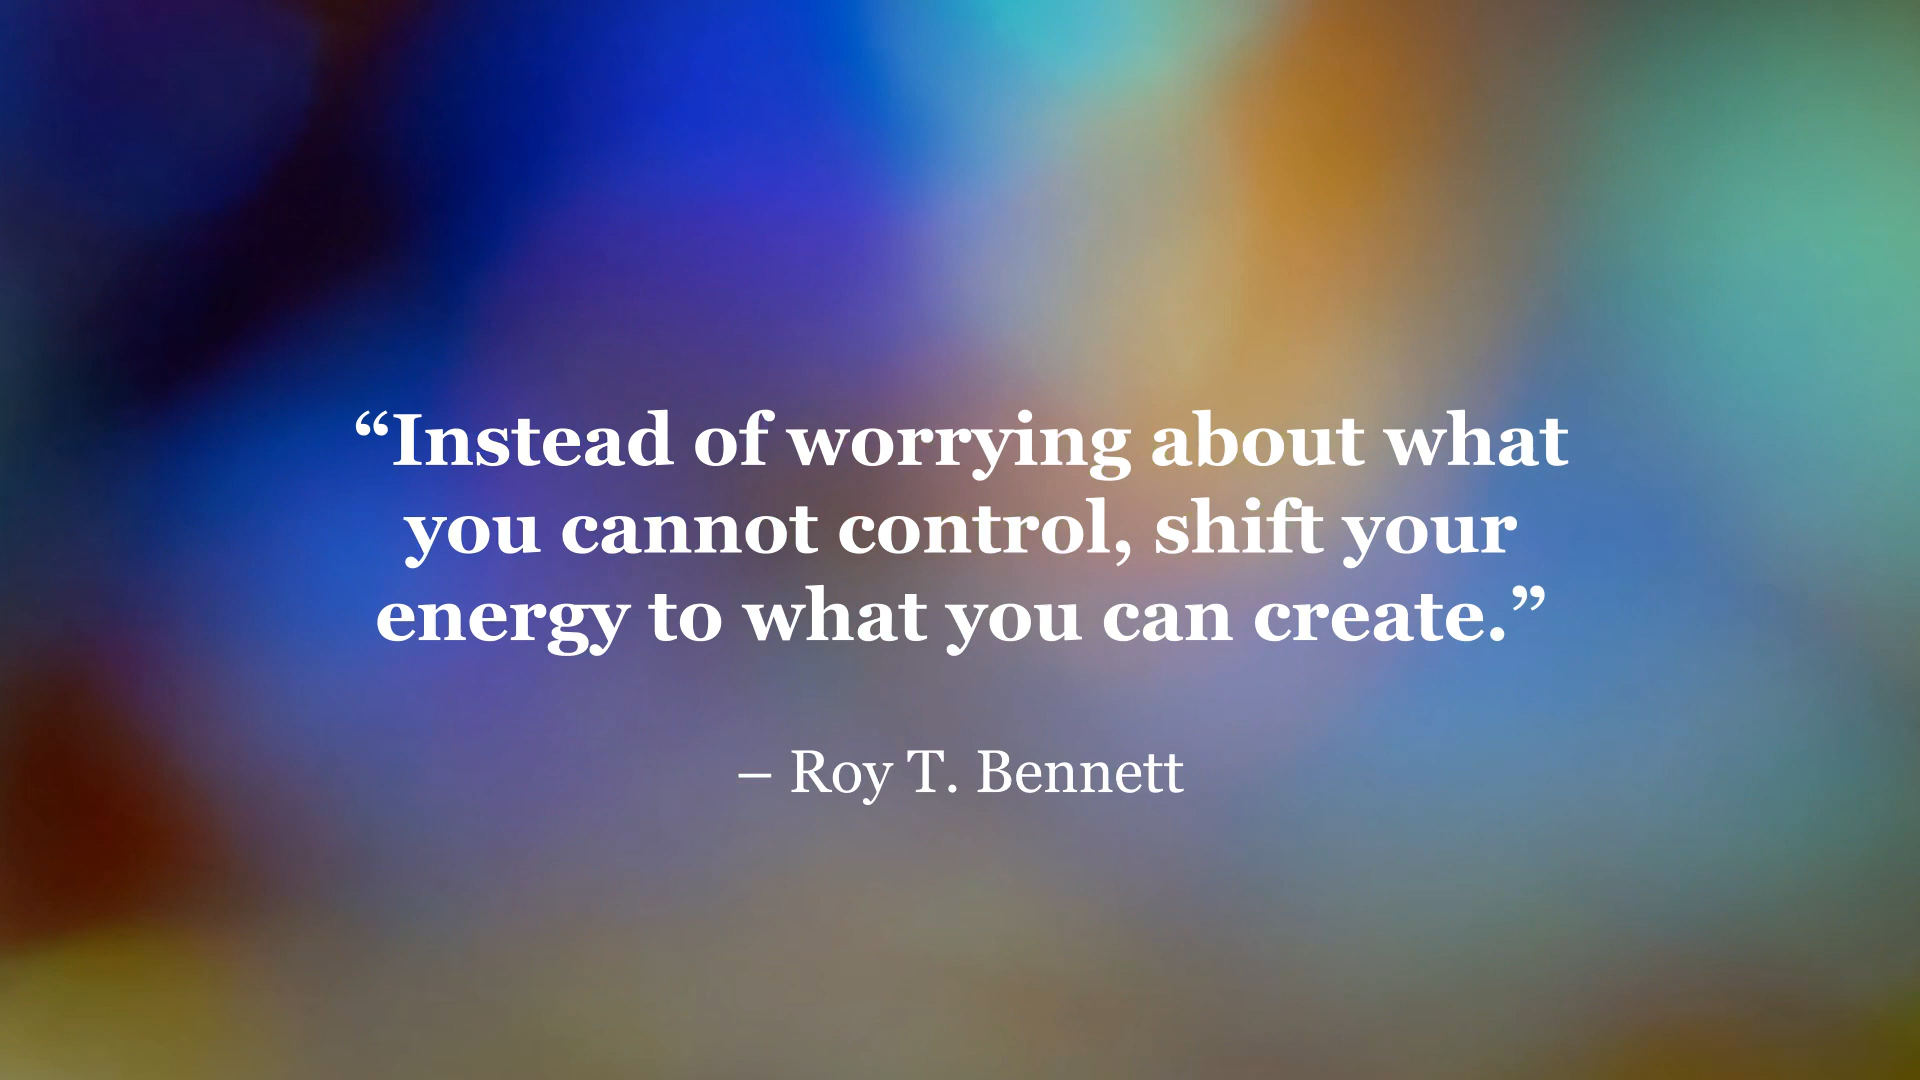 “Instead of worrying about what
you cannot control, shift your
energy to what you can create.”
– Roy T. Bennett